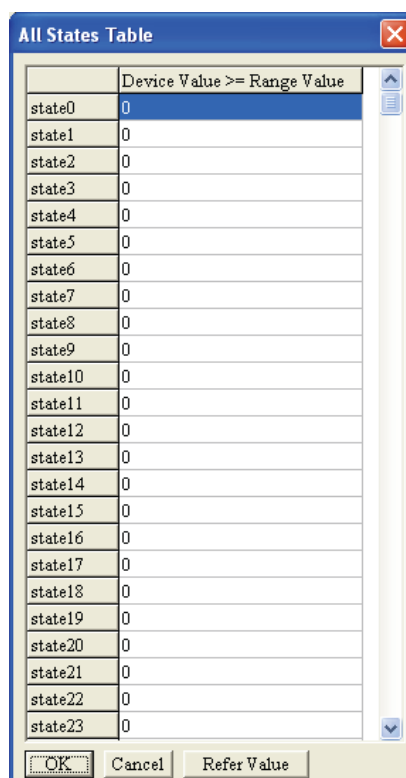 All States Table
Device Value >= Range Value
state0 0
state1 0
state2 0
state3 0
state4 0
state5 0
state6 0
state7 0
state8 0
state9 0
state10 0
state11 0
state12 0
state13 0
state14 0
state15 0
state16 0
state17 0
state18 0
state19 0
state20 0
state21 0
state22 0
state23 0
OK Cancel Refer Value